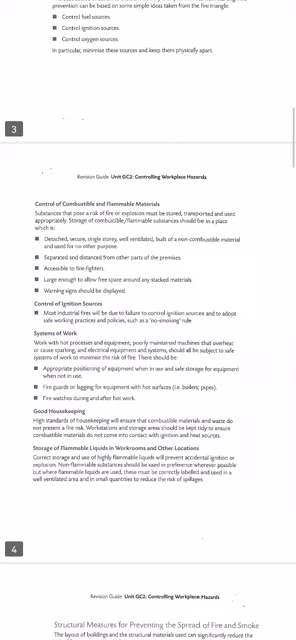 prevention can be based on some simple ideas taken from the fire triangle:
■ Control fuel sources.
■ Control ignition sources.
■ Control oxygen sources.
In particular, minimise these sources and keep them physically apart.
3
Revision Guide Unit GC2: Controlling Workplace Hazards
Control of Combustible and Flammable Materials
Substances that pose a risk of fire or explosion must be stored, transported and used
appropriately. Storage of combustible/flammable substances should be in a place
which is:
■ Detached, secure, single storey, well ventilated, built of a non-combustible material
and used for no other purpose.
■ Separated and distanced from other parts of the premises.
■ Accessible to fire-fighters.
■ Large enough to allow free space around any stacked materials.
■ Warning signs should be displayed.
Control of Ignition Sources
■ Most industrial fires will be due to failure to control ignition sources and to adopt
safe working practices and policies, such as a 'no-smoking' rule.
Systems of Work
Work with hot processes and equipment, poorly maintained machines that overheat
or cause sparking, and electrical equipment and systems, should all be subject to safe
systems of work to minimise the risk of fire. There should be:
■ Appropriate positioning of equipment when in use and safe storage for equipment
when not in use.
■ Fire guards or lagging for equipment with hot surfaces (i.e. boilers; pipes).
■ Fire watches during and after hot work.
Good Housekeeping
High standards of housekeeping will ensure that combustible materials and waste do
not present a fire risk. Workstations and storage areas should be kept tidy to ensure
combustible materials do not come into contact with ignition and heat sources.
Storage of Flammable Liquids in Workrooms and Other Locations
Correct storage and use of highly flammable liquids will prevent accidental ignition or
explosion. Non-flammable substances should be used in preference wherever possible
but where flammable liquids are used, these must be correctly labelled and used in a
well ventilated area and in small quantities to reduce the risk of spillages.
4
Revision Guide Unit GC2: Controlling Workplace Hazards
Structural Measures for Preventing the Spread of Fire and Smoke
The layout of buildings and the structural materials used can significantly reduce the